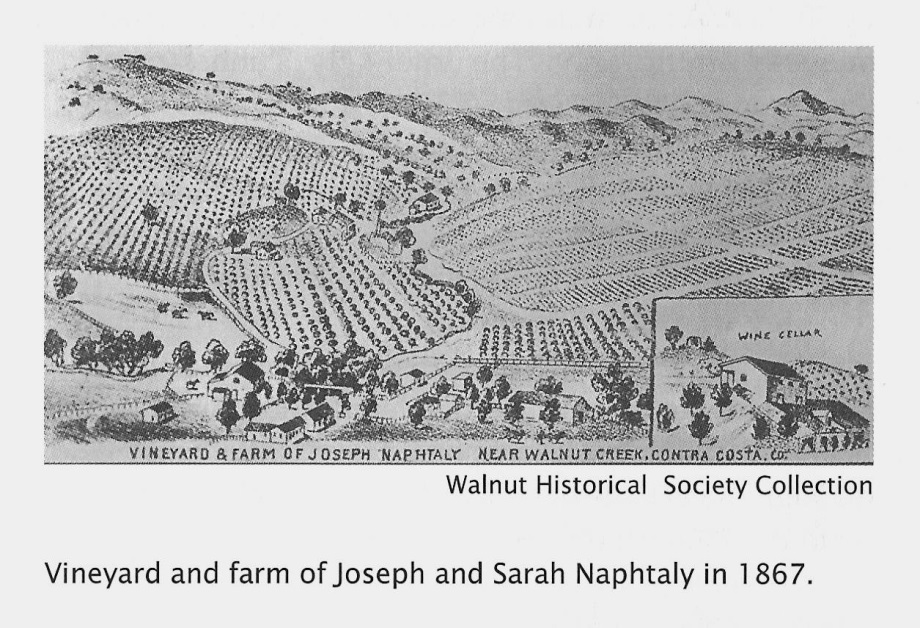 WINE CELLAR
VINEYARD & FARM OF JOSEPH NAPHTALY NEAR WALNUT CREEK, CONTRA COSTA. CO.
Walnut Historical Society Collection
Vineyard and farm of Joseph and Sarah Naphtaly in 1867.